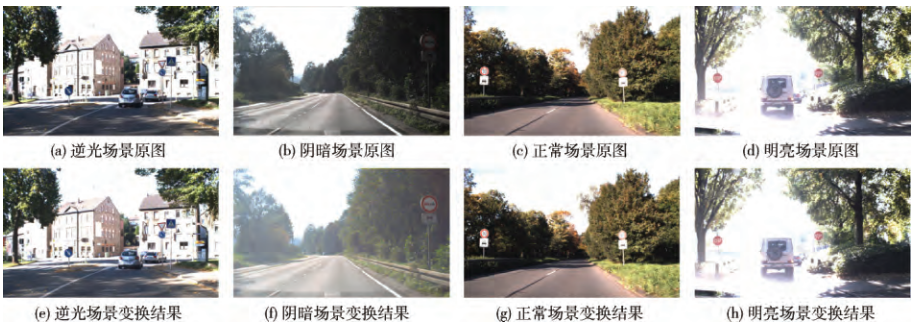 (a) 逆光场景原图
(b) 阴暗场景原图
(c) 正常场景原图
(d) 明亮场景原图
(e) 逆光场景变换结果
(f) 阴暗场景变换结果
(g) 正常场景变换结果
(h) 明亮场景变换结果